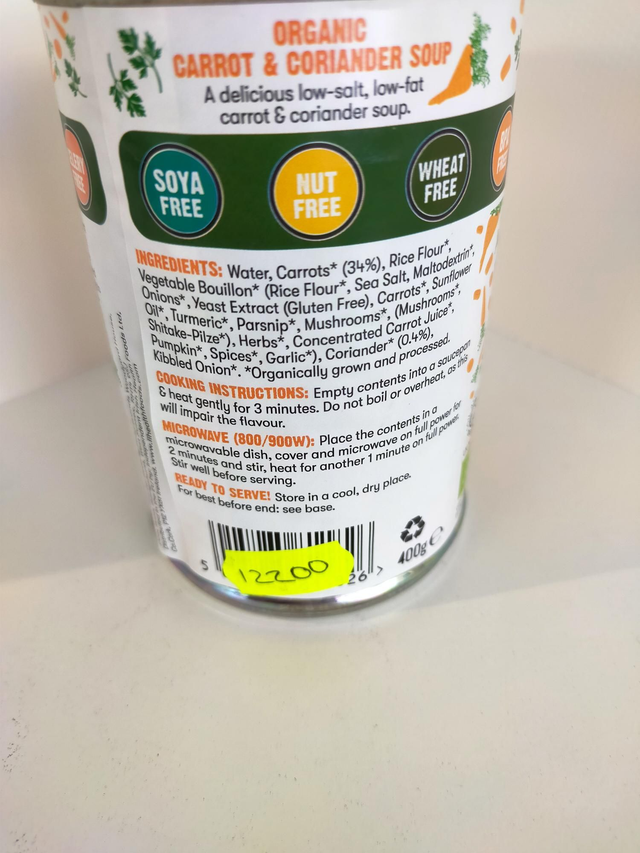 ORGANIC
CARROT & CORIANDER SOUP
A delicious low-salt, low-fat
carrot & coriander soup.
SOYA
FREE
NUT
FREE
WHEAT
FREE
FREE
FREE
INGREDIENTS: Water, Carrots* (34%), Rice Flour*,
Vegetable Bouillon* (Rice Flour*, Sea Salt, Maltodextrin*,
Onions*, Yeast Extract (Gluten Free), Carrots*, Sunflower
Oil*, Turmeric*, Parsnip*, Mushrooms*, (Mushrooms*,
Shitake-Pilze*), Herbs*, Concentrated Carrot Juice*,
Pumpkin*, Spices*, Garlic*), Coriander* (0.4%),
Kibbled Onion*. *Organically grown and processed.
COOKING INSTRUCTIONS: Empty contents into a saucepan
& heat gently for 3 minutes. Do not boil or overheat, as this
will impair the flavour.
MICROWAVE (800/900W): Place the contents in a
microwavable dish, cover and microwave on full power for
2 minutes and stir, heat for another 1 minute on full power.
Stir well before serving.
READY TO SERVE! Store in a cool, dry place.
For best before end: see base.
5
12200
26 >
400g e